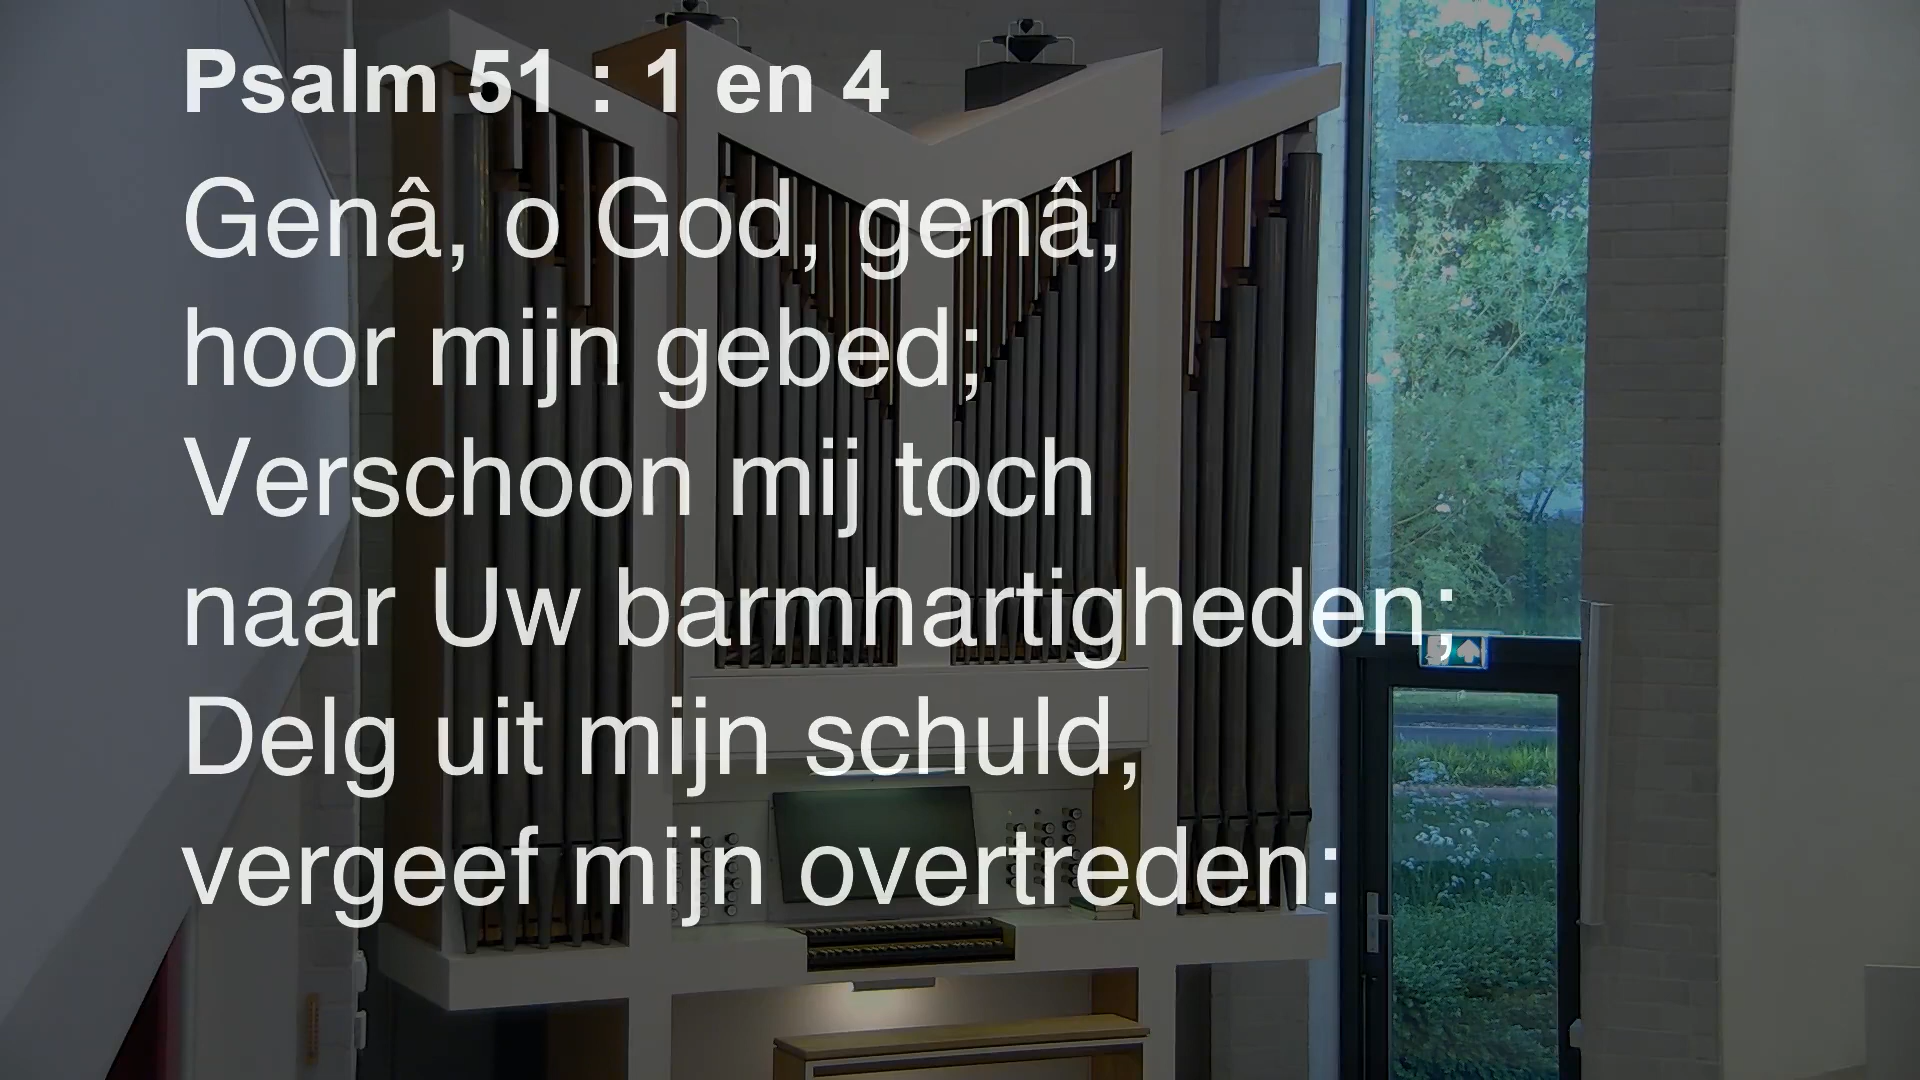 Psalm 51 : 1 en 4
Genâ, o God, genâ,
hoor mijn gebed;
Verschoon mij toch
naar Uw barmhartigheden;
Delg uit mijn schuld,
vergeef mijn overtreden: